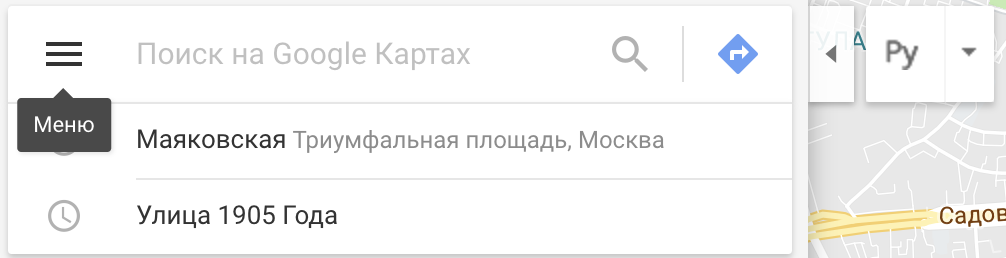 Поиск на Google Картах
Ру
Меню
Маяковская Триумфальная площадь, Москва
Улица 1905 Года
Садов